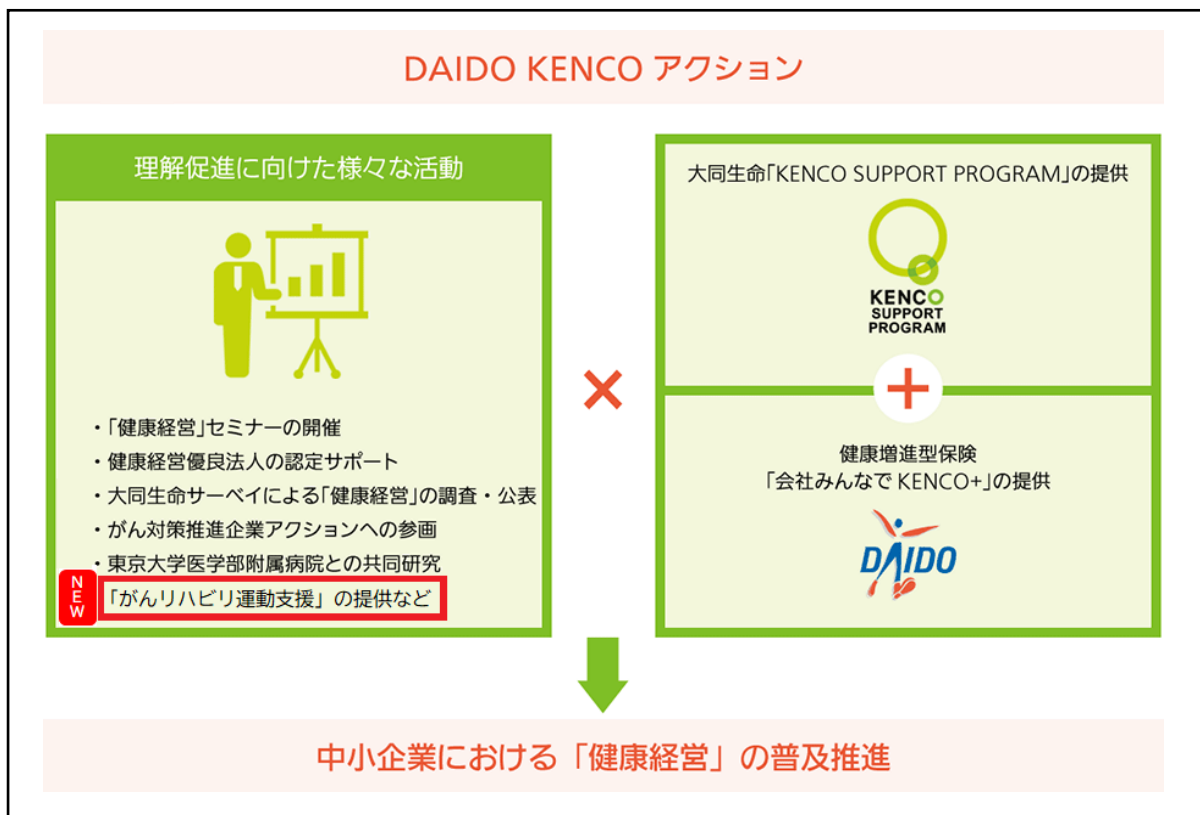 DAIDO KENCO アクション
理解促進に向けた様々な活動
・「健康経営」セミナーの開催
・健康経営優良法人の認定サポート
・大同生命サーベイによる「健康経営」の調査・公表
・がん対策推進企業アクションへの参画
・東京大学医学部附属病院との共同研究
NEW
「がんリハビリ運動支援」の提供など
×
大同生命「KENCO SUPPORT PROGRAM」の提供
KENCO
SUPPORT
PROGRAM
+
健康増進型保険
「会社みんなで KENCO+」の提供
DAIDO
中小企業における「健康経営」の普及推進